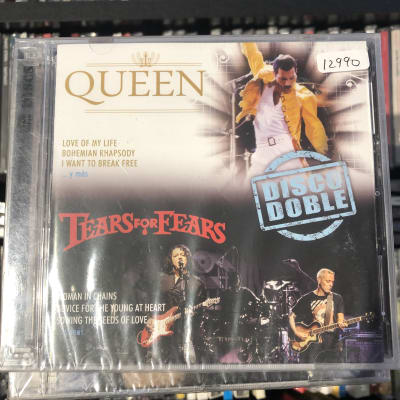 12990
QUEEN
LOVE OF MY LIFE
BOHEMIAN RHAPSODY
I WANT TO BREAK FREE
... y más
DISCO
DOBLE
TEARS FOR FEARS
WOMAN IN CHAINS
ADVICE FOR THE YOUNG AT HEART
SOWING THE SEEDS OF LOVE